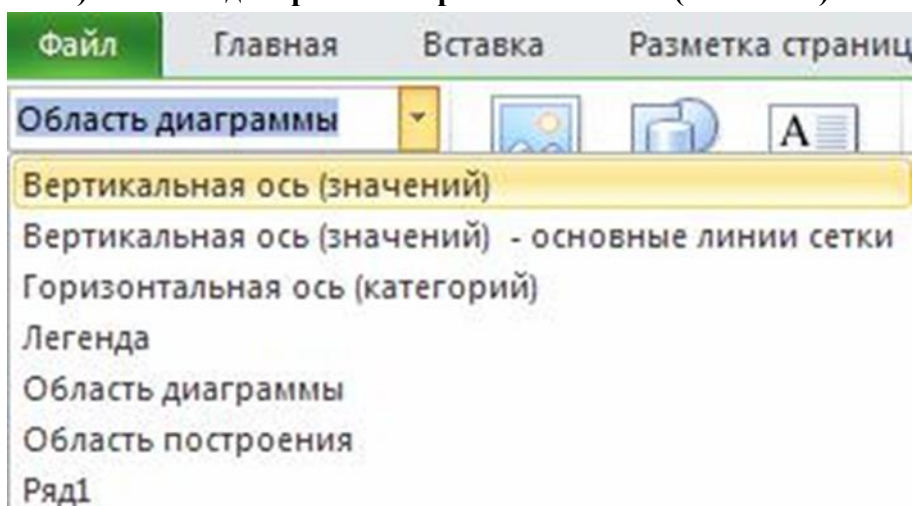 Файл Главная Вставка Разметка страниц
Область диаграммы A
Вертикальная ось (значений)
Вертикальная ось (значений) - основные линии сетки
Горизонтальная ось (категорий)
Легенда
Область диаграммы
Область построения
Ряд1